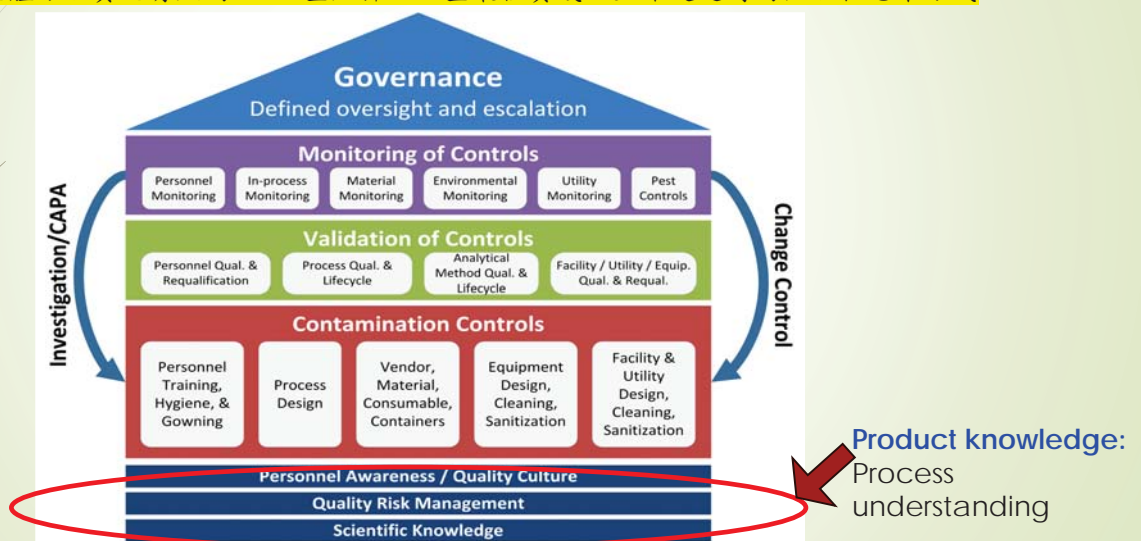 Governance
Defined oversight and escalation
Monitoring of Controls
Personnel
Monitoring
In-process
Monitoring
Material
Monitoring
Environmental
Monitoring
Utility
Monitoring
Pest
Controls
Validation of Controls
Personnel Qual. &
Requalification
Process Qual. &
Lifecycle
Analytical
Method Qual. &
Lifecycle
Facility / Utility / Equip.
Qual. & Requal.
Contamination Controls
Personnel
Training,
Hygiene, &
Gowning
Process
Design
Vendor,
Material,
Consumable,
Containers
Equipment
Design,
Cleaning,
Sanitization
Facility &
Utility
Design,
Cleaning,
Sanitization
Personnel Awareness / Quality Culture
Quality Risk Management
Scientific Knowledge
Investigation/CAPA
Change Control
Product knowledge:
Process
understanding